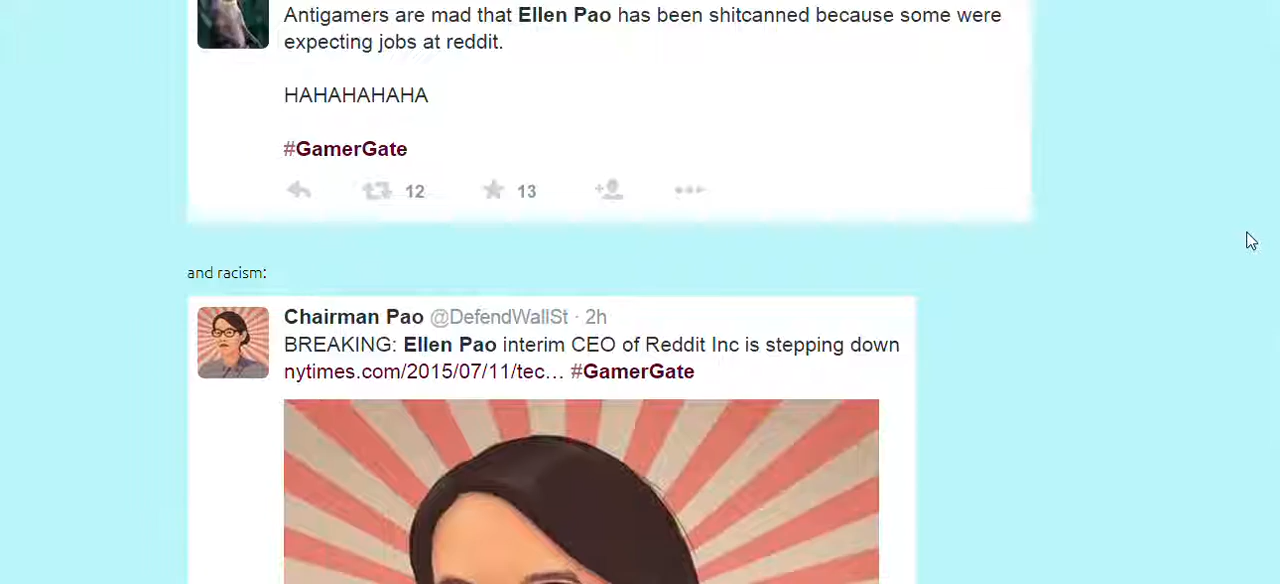 Antigamers are mad that Ellen Pao has been shitcanned because some were
expecting jobs at reddit.
HAHAHAHAHA
#GamerGate
12 13
and racism:
Chairman Pao @DefendWallSt · 2h
BREAKING: Ellen Pao interim CEO of Reddit Inc is stepping down
nytimes.com/2015/07/11/tec… #GamerGate